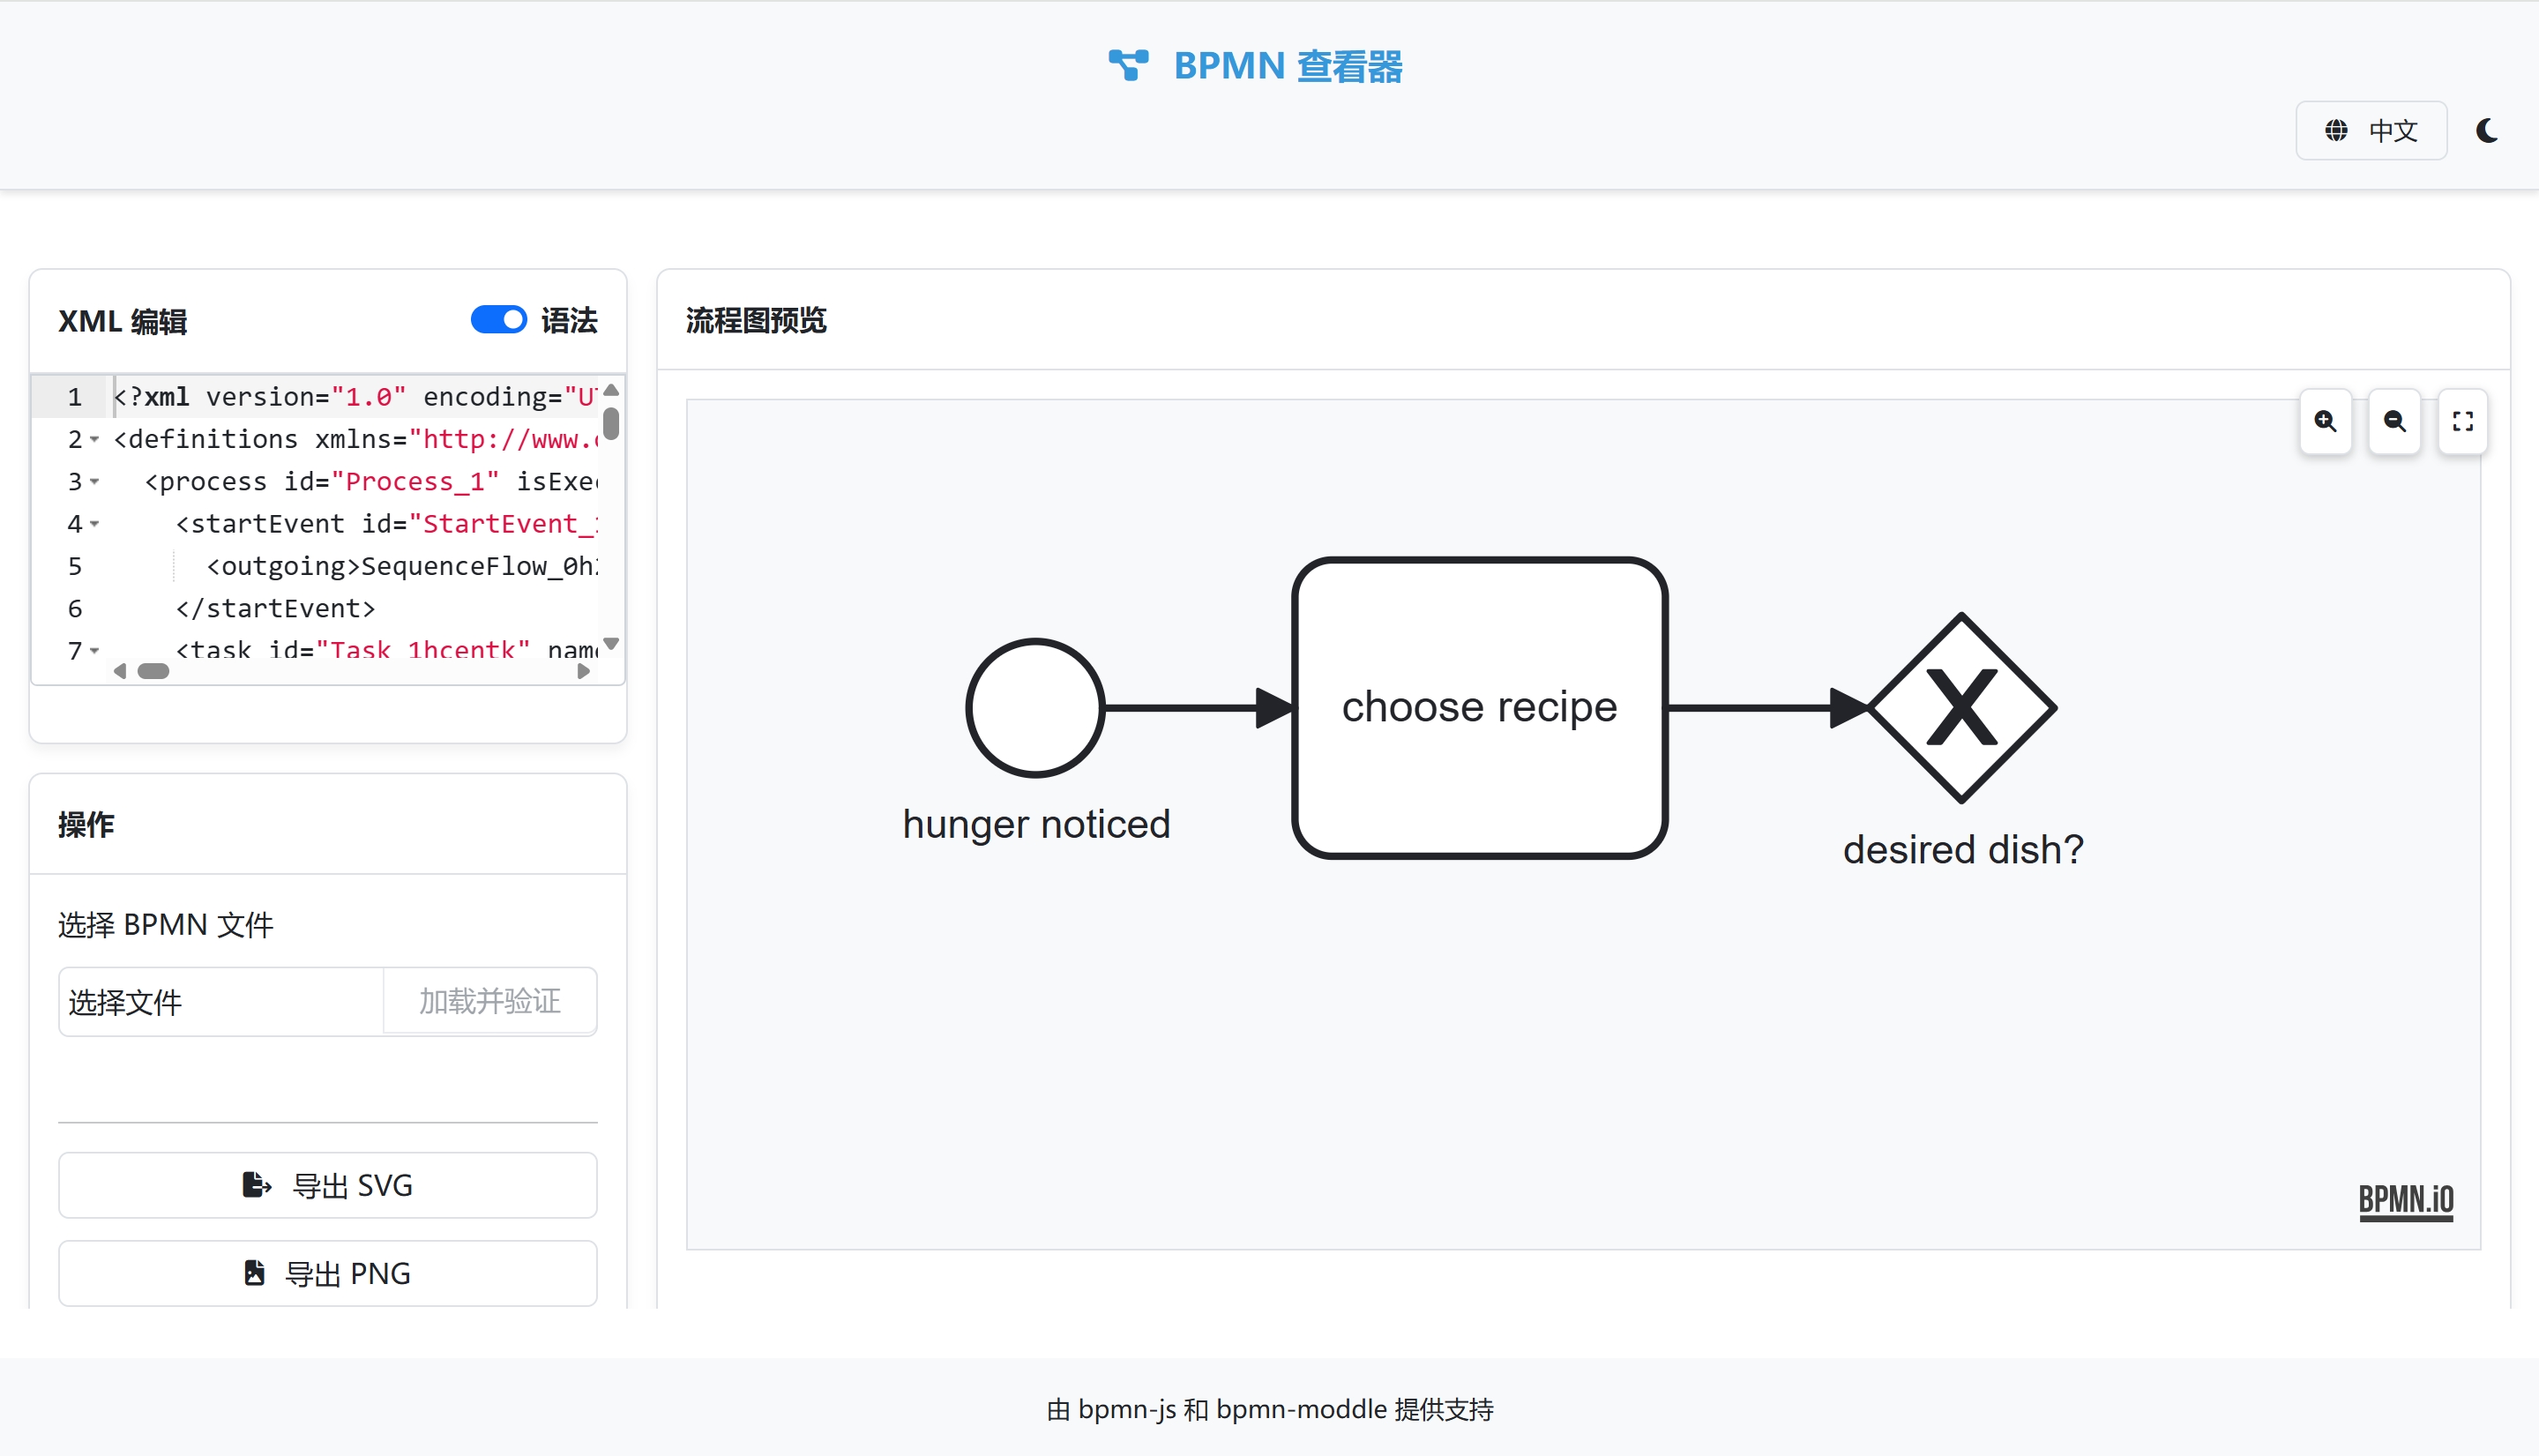 BPMN 查看器
中文
XML 编辑
语法
1 <?xml version="1.0" encoding="U
2 <definitions xmlns="http://www.
3 <process id="Process_1" isExe
4 <startEvent id="StartEvent_
5 <outgoing>SequenceFlow_0h
6 </startEvent>
7 <task id="Task_1hcentk" nam
操作
选择 BPMN 文件
选择文件
加载并验证
导出 SVG
导出 PNG
流程图预览
hunger noticed
choose recipe
X
desired dish?
BPMN.iO
由 bpmn-js 和 bpmn-moddle 提供支持